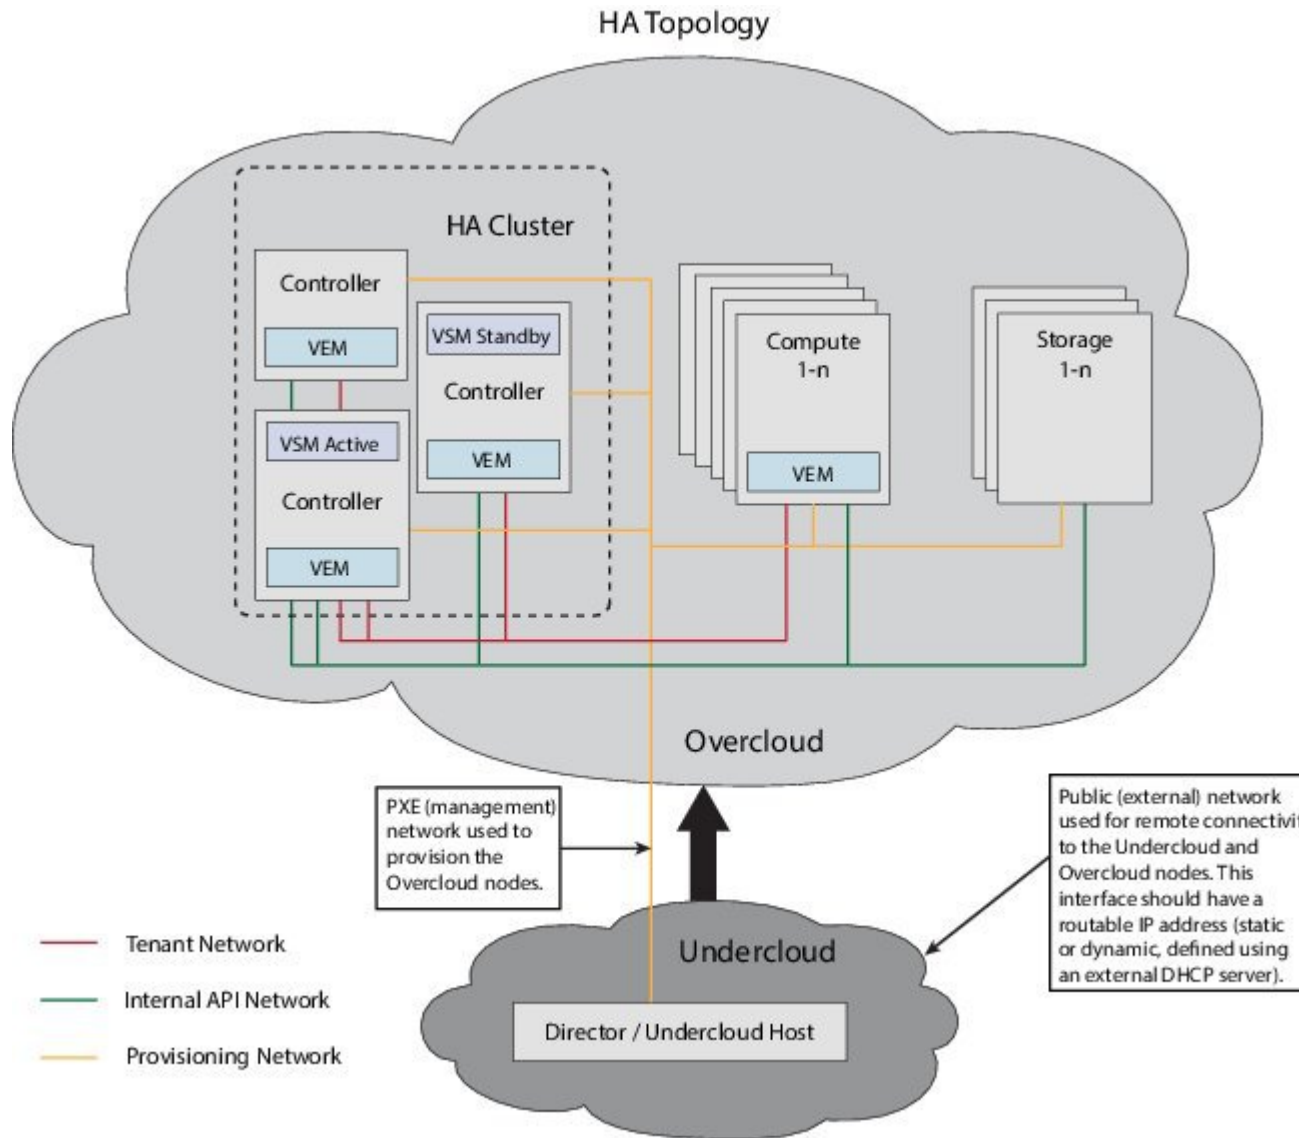 HA Topology
HA Cluster
Controller
VEM
VSM Standby
Controller
VEM
VSM Active
Controller
VEM
Compute
1-n
VEM
Storage
1-n
Overcloud
PXE (management)
network used to
provision the
Overcloud nodes.
Public (external) network
used for remote
to the Undercloud and
Overcloud nodes. This
interface should have a
routable IP address (static
or dynamic, defined using
an external DHCP server).
Undercloud
Director / Undercloud Host
Tenant Network
Internal API Network
Provisioning Network